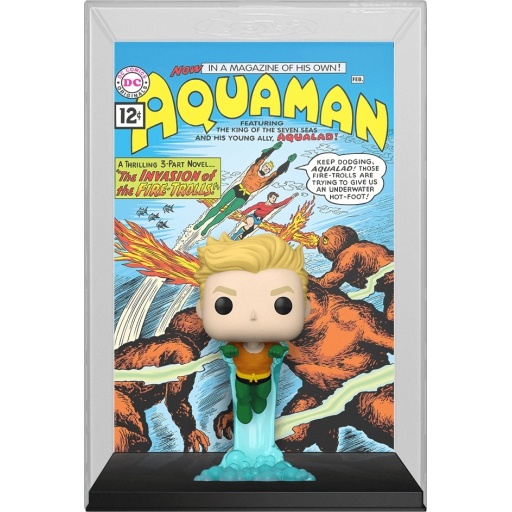 NOW IN A MAGAZINE OF HIS OWN!
DC COMICS
DC
ORIGINALS
FEB.
12¢
AQUAMAN
FEATURING
THE KING OF THE SEVEN SEAS
AND HIS YOUNG ALLY, AQUALAD!
A THRILLING 3-PART NOVEL...
"The INVASION of
the FIRE-TROLLS!"
KEEP DODGING,
AQUALAD! THOSE
FIRE-TROLLS ARE
TRYING TO GIVE US
AN UNDERWATER
HOT-FOOT!